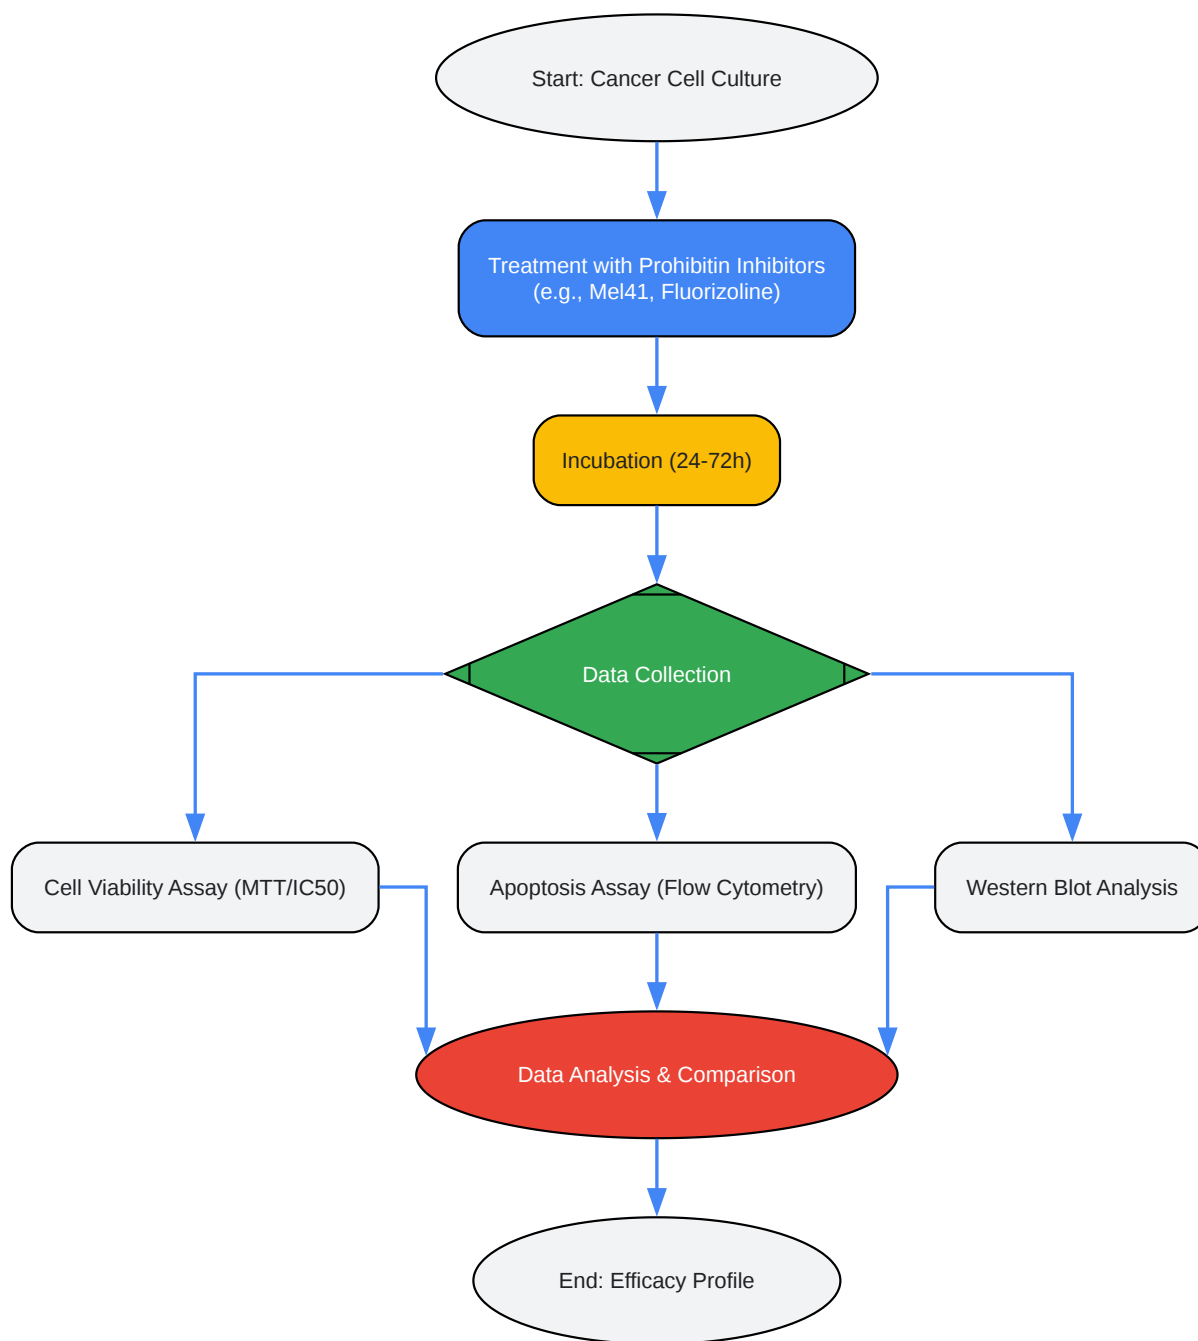 Start: Cancer Cell Culture
Treatment with Prohibitin Inhibitors
(e.g., Mel41, Fluorizoline)
Incubation (24-72h)
Data Collection
Cell Viability Assay (MTT/IC50)
Apoptosis Assay (Flow Cytometry)
Western Blot Analysis
Data Analysis & Comparison
End: Efficacy Profile